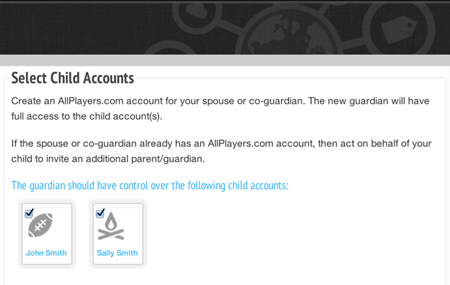 Select Child Accounts
Create an AllPlayers.com account for your spouse or co-guardian. The new guardian will have
full access to the child account(s).
If the spouse or co-guardian already has an AllPlayers.com account, then act on behalf of your
child to invite an additional parent/guardian.
The guardian should have control over the following child accounts:
John Smith
Sally Smith